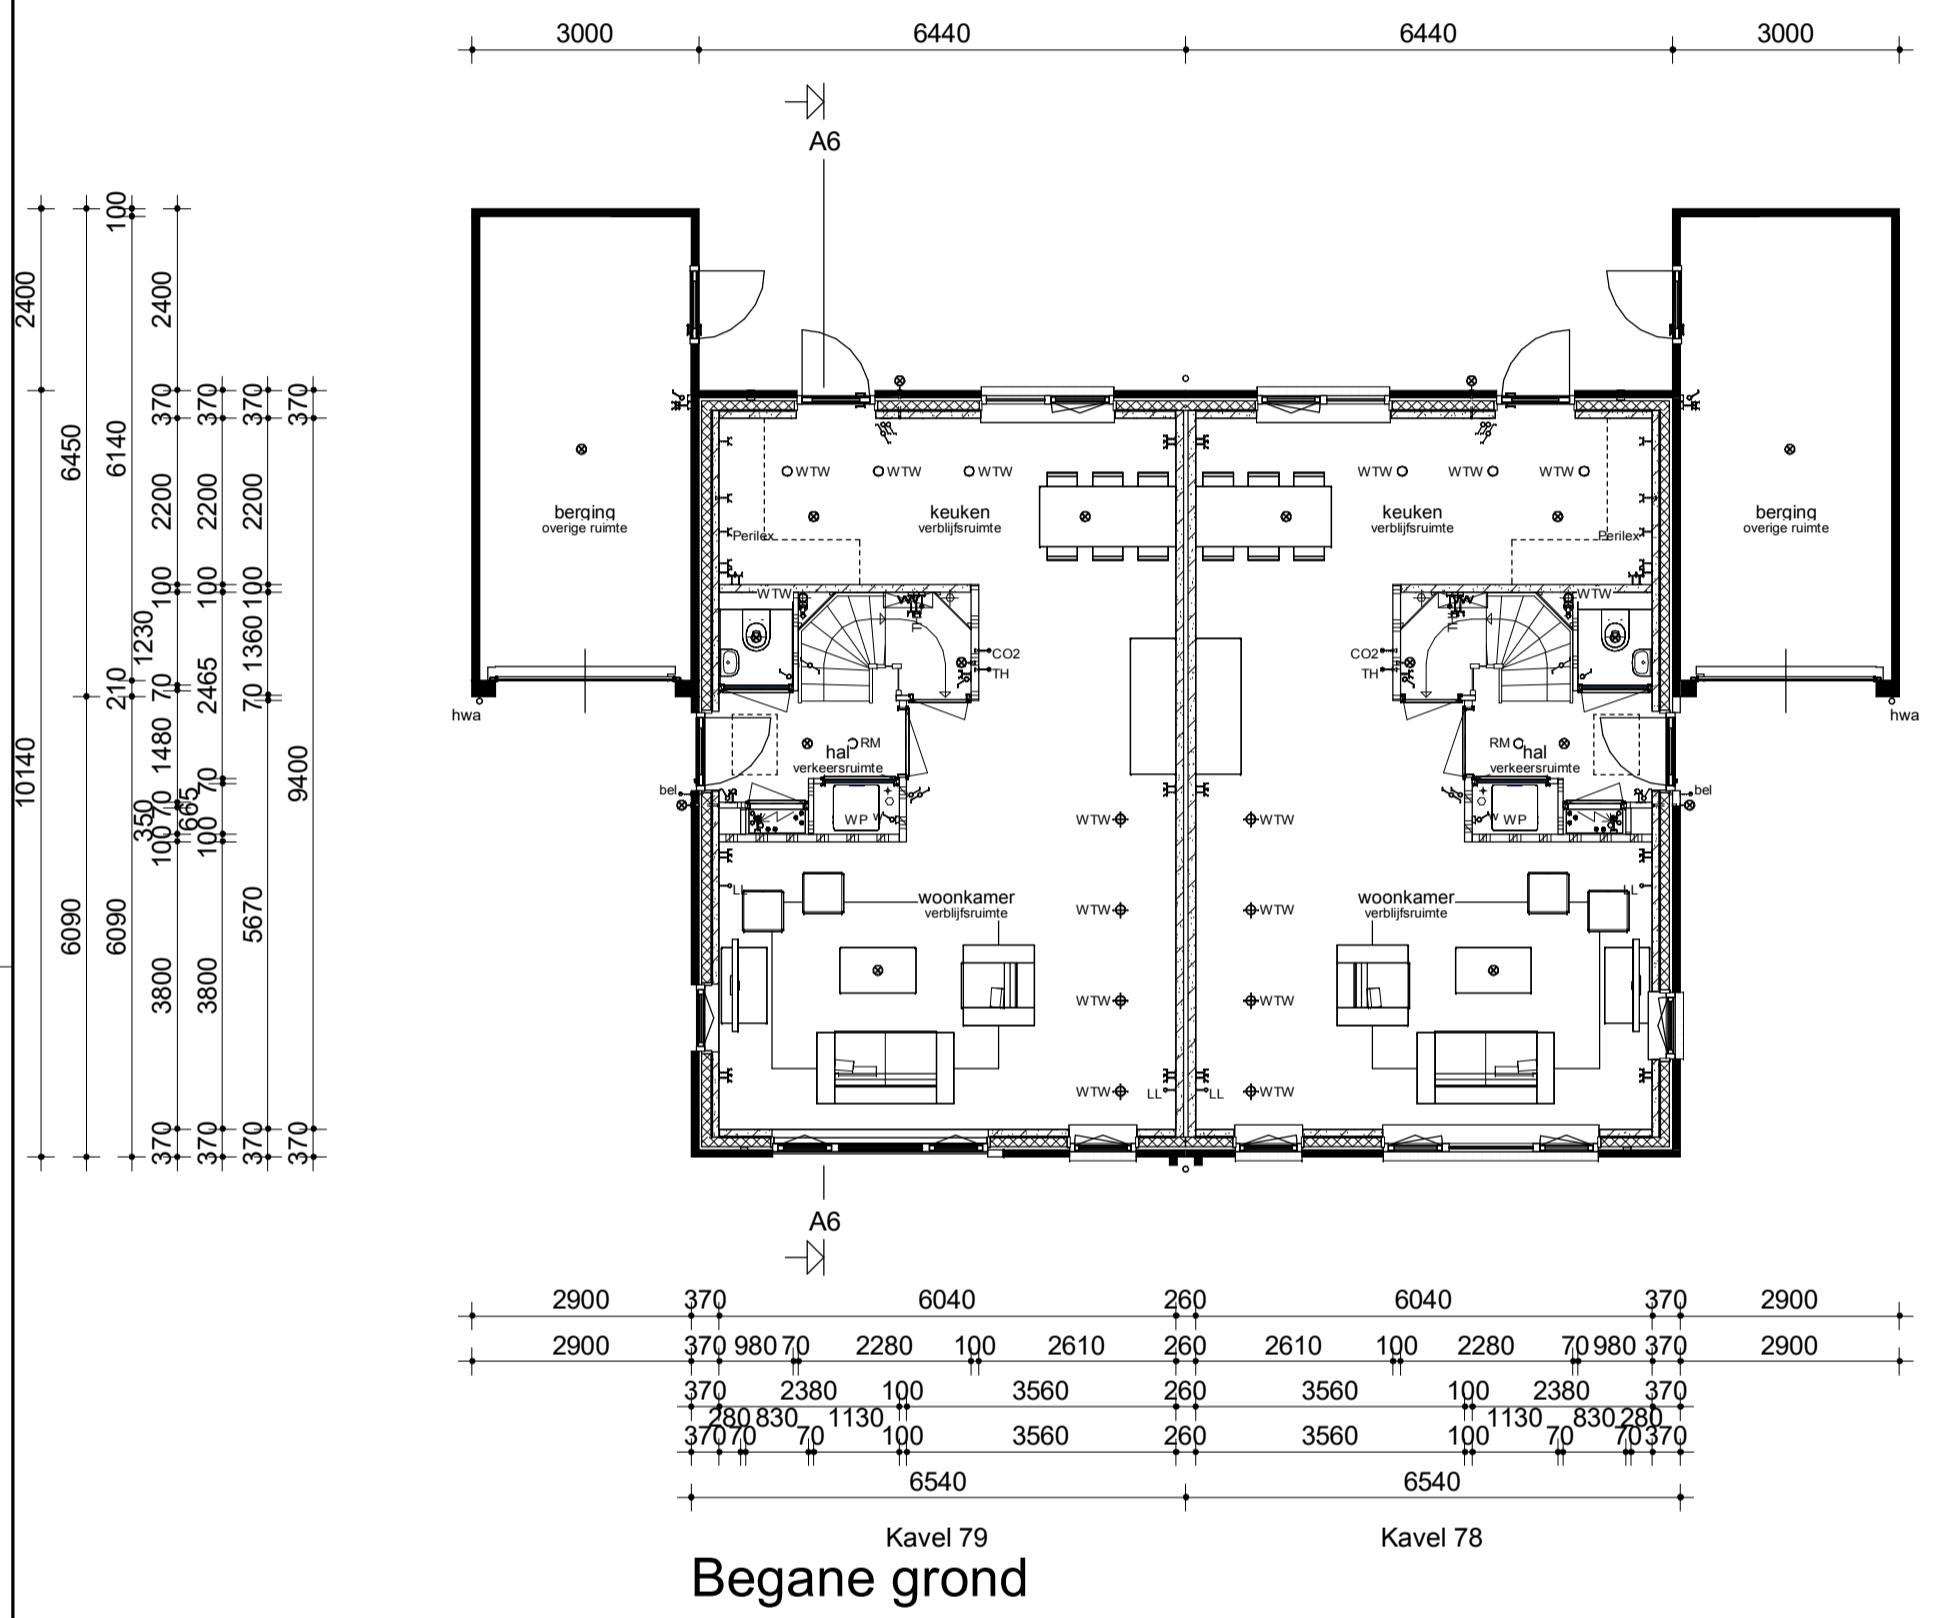 3000 6440 6440 3000
A6
2400 10140
6450 6090
100 6140 1230 210 350 6090
2400 370 2200 100 70 1480 70 100 3800 370
370 2200 100 2465 70 665 100 3800 370
370 2200 100 1360 70 5670 370
370 9400 370
WTW WTW WTW WTW WTW WTW
berging keuken keuken berging
overige ruimte verblijfsruimte verblijfsruimte overige ruimte
Perilex Perilex
WTW WTW
TH TH
CO2 CO2
TH TH
hwa hwa
RM RM
hal hal
verkeersruimte verkeersruimte
bel bel
WP W W WP
WTW WTW
LL LL
woonkamer woonkamer
verblijfsruimte verblijfsruimte
WTW WTW
WTW WTW
WTW LL LL WTW
A6
2900 370 6040 260 6040 370 2900
2900 370 980 70 2280 100 2610 260 2610 100 2280 70 980 370 2900
370 2380 100 3560 260 3560 100 2380 370
280 830 1130 1130 830 280
370 70 70 100 3560 260 3560 100 70 70 370
6540 6540
Kavel 79 Kavel 78
Begane grond